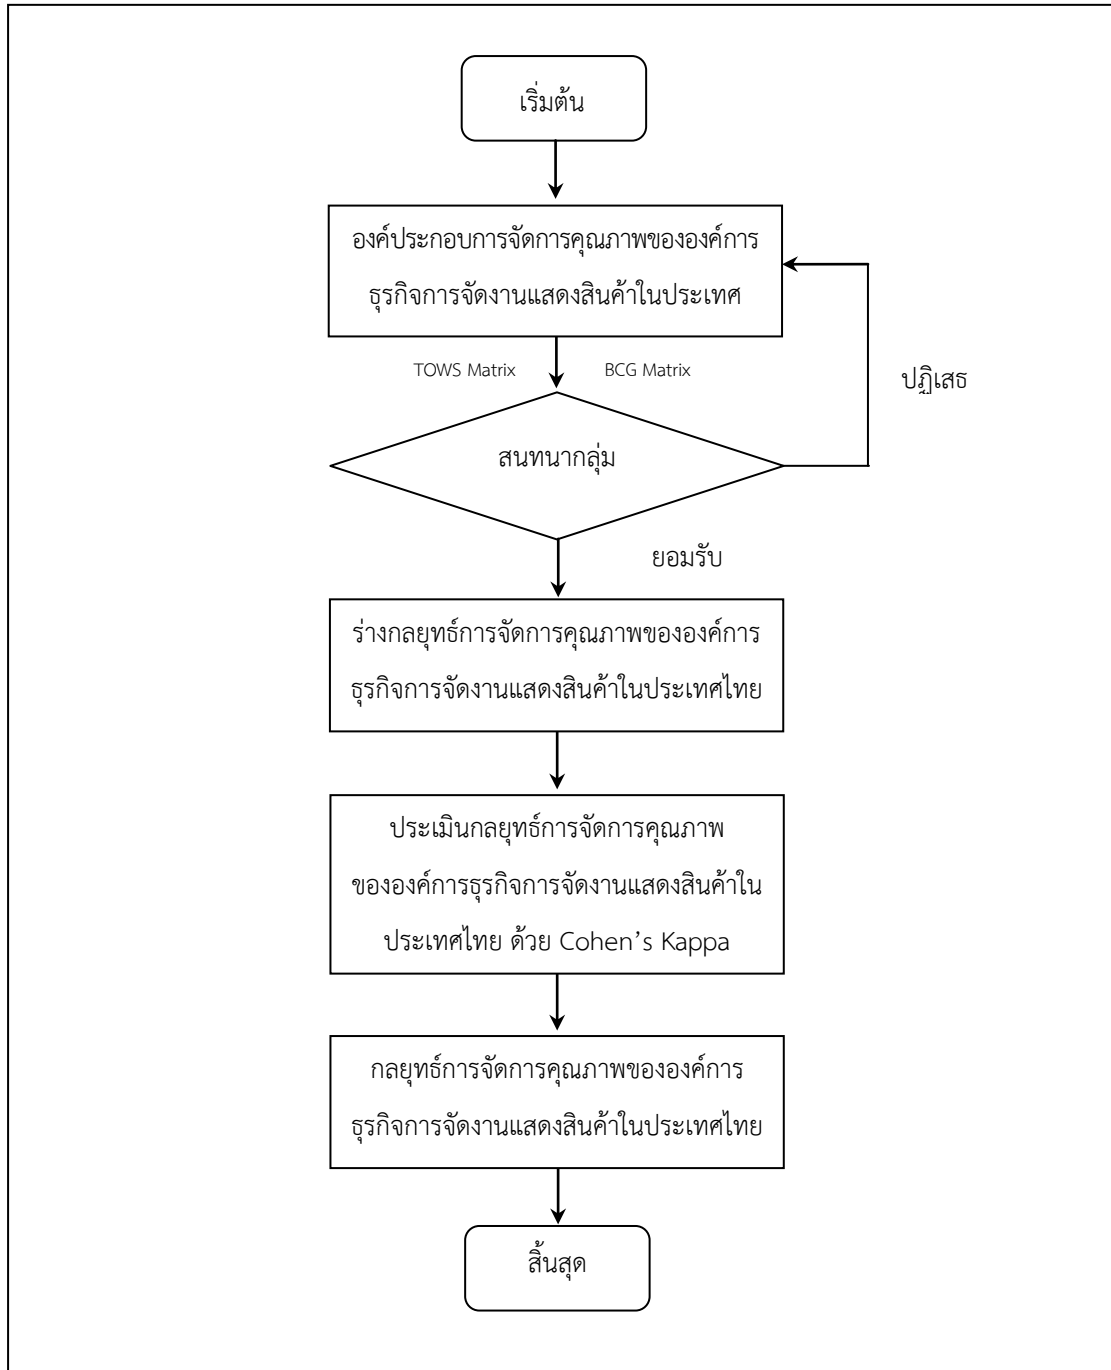 เริ่มต้น
องค์ประกอบการจัดการคุณภาพขององค์การ
ธุรกิจการจัดงานแสดงสินค้าในประเทศ
TOWS Matrix
BCG Matrix
ปฏิเสธ
สนทนากลุ่ม
ยอมรับ
ร่างกลยุทธ์การจัดการคุณภาพขององค์การ
ธุรกิจการจัดงานแสดงสินค้าในประเทศไทย
ประเมินกลยุทธ์การจัดการคุณภาพ
ขององค์การธุรกิจการจัดงานแสดงสินค้าใน
ประเทศไทย ด้วย Cohen’s Kappa
กลยุทธ์การจัดการคุณภาพขององค์การ
ธุรกิจการจัดงานแสดงสินค้าในประเทศไทย
สิ้นสุด